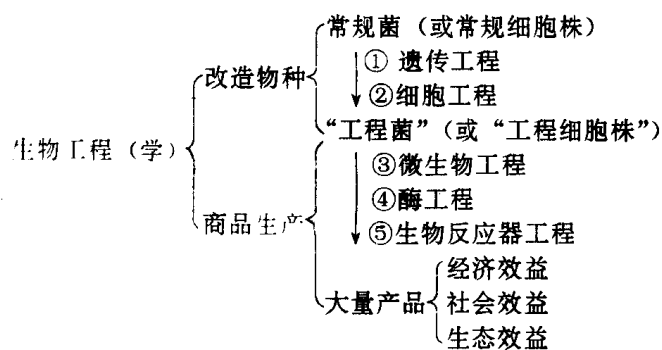 常规菌（或常规细胞株）
① 遗传工程
改造物种
②细胞工程
“工程菌”（或“工程细胞株”）
生物工程（学）
③微生物工程
④酶工程
商品生产
⑤生物反应器工程
经济效益
大量产品
社会效益
生态效益